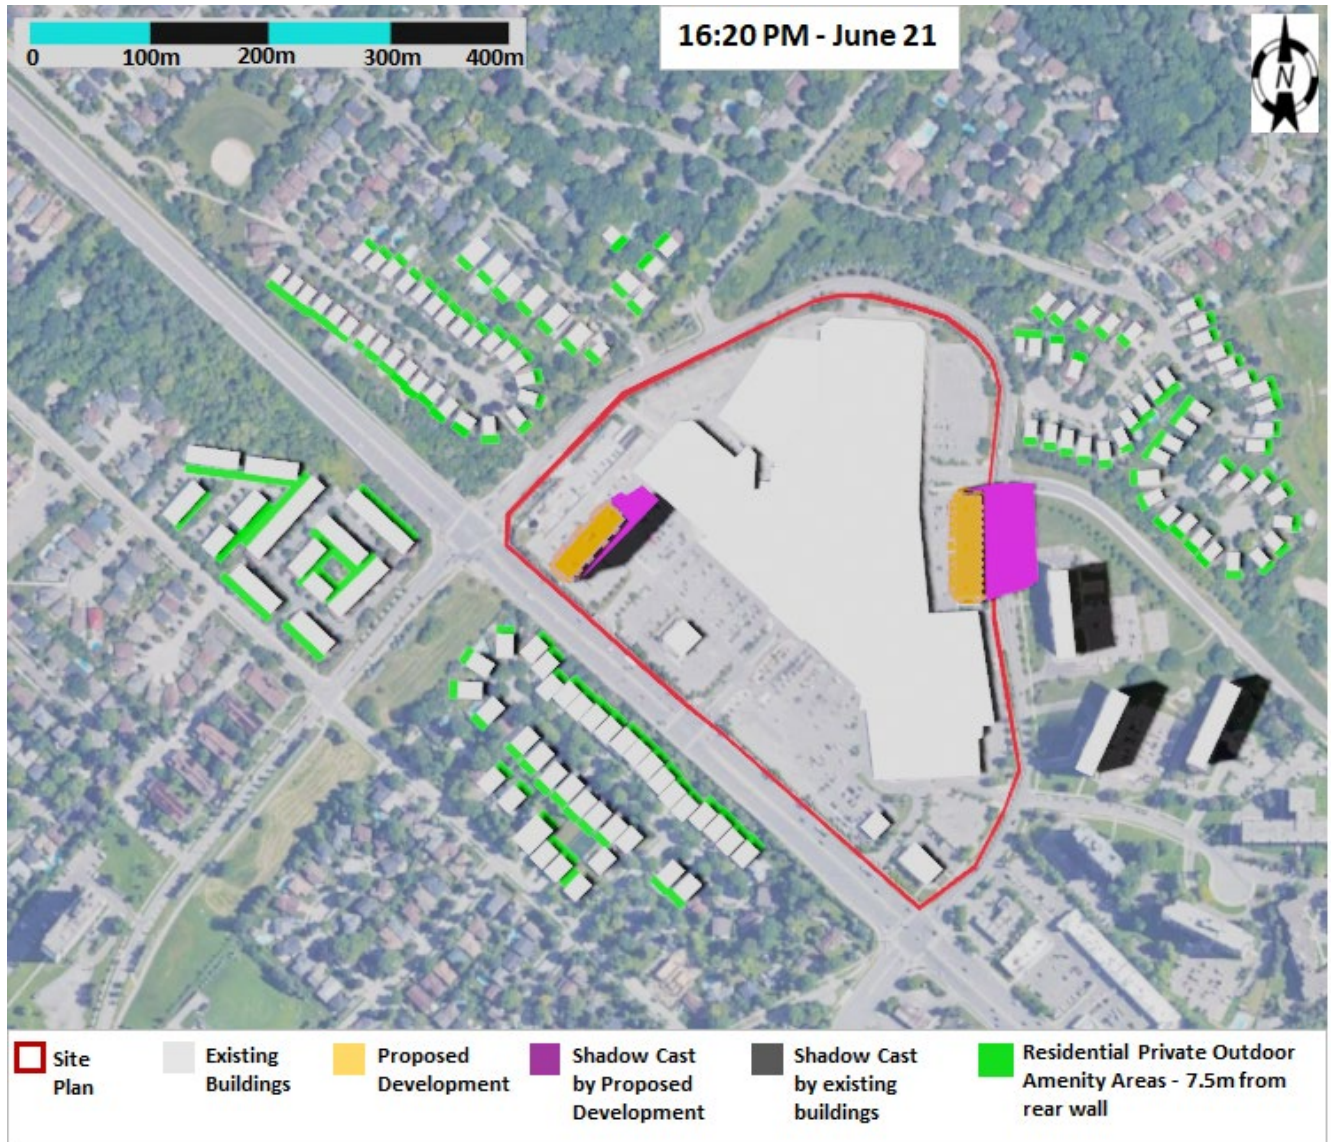 16:20 PM - June 21
N
0 100m 200m 300m 400m
Site
Plan
Existing
Buildings
Proposed
Development
Shadow Cast
by Proposed
Development
Shadow Cast
by existing
buildings
Residential Private Outdoor
Amenity Areas - 7.5m from
rear wall